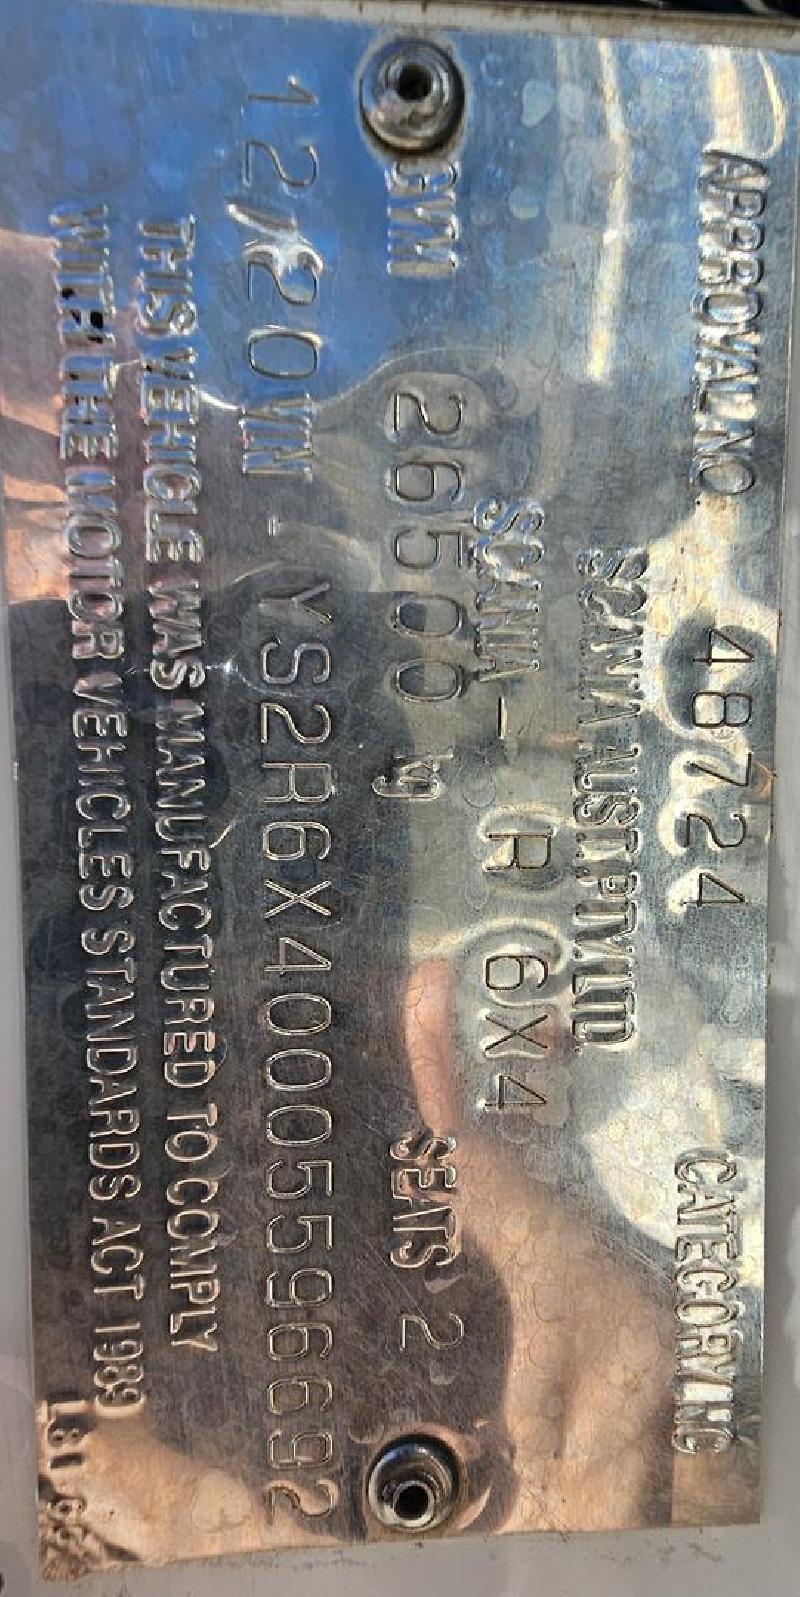 APPROVAL NO. 48724 CATEGORY NC
SCANIA AUST. PTY. LTD.
SCANIA - R 6X4
GVM 26500 kg SEATS 2
12/20 VIN - YS2R6X40005596692
THIS VEHICLE WAS MANUFACTURED TO COMPLY
WITH THE MOTOR VEHICLES STANDARDS ACT 1989